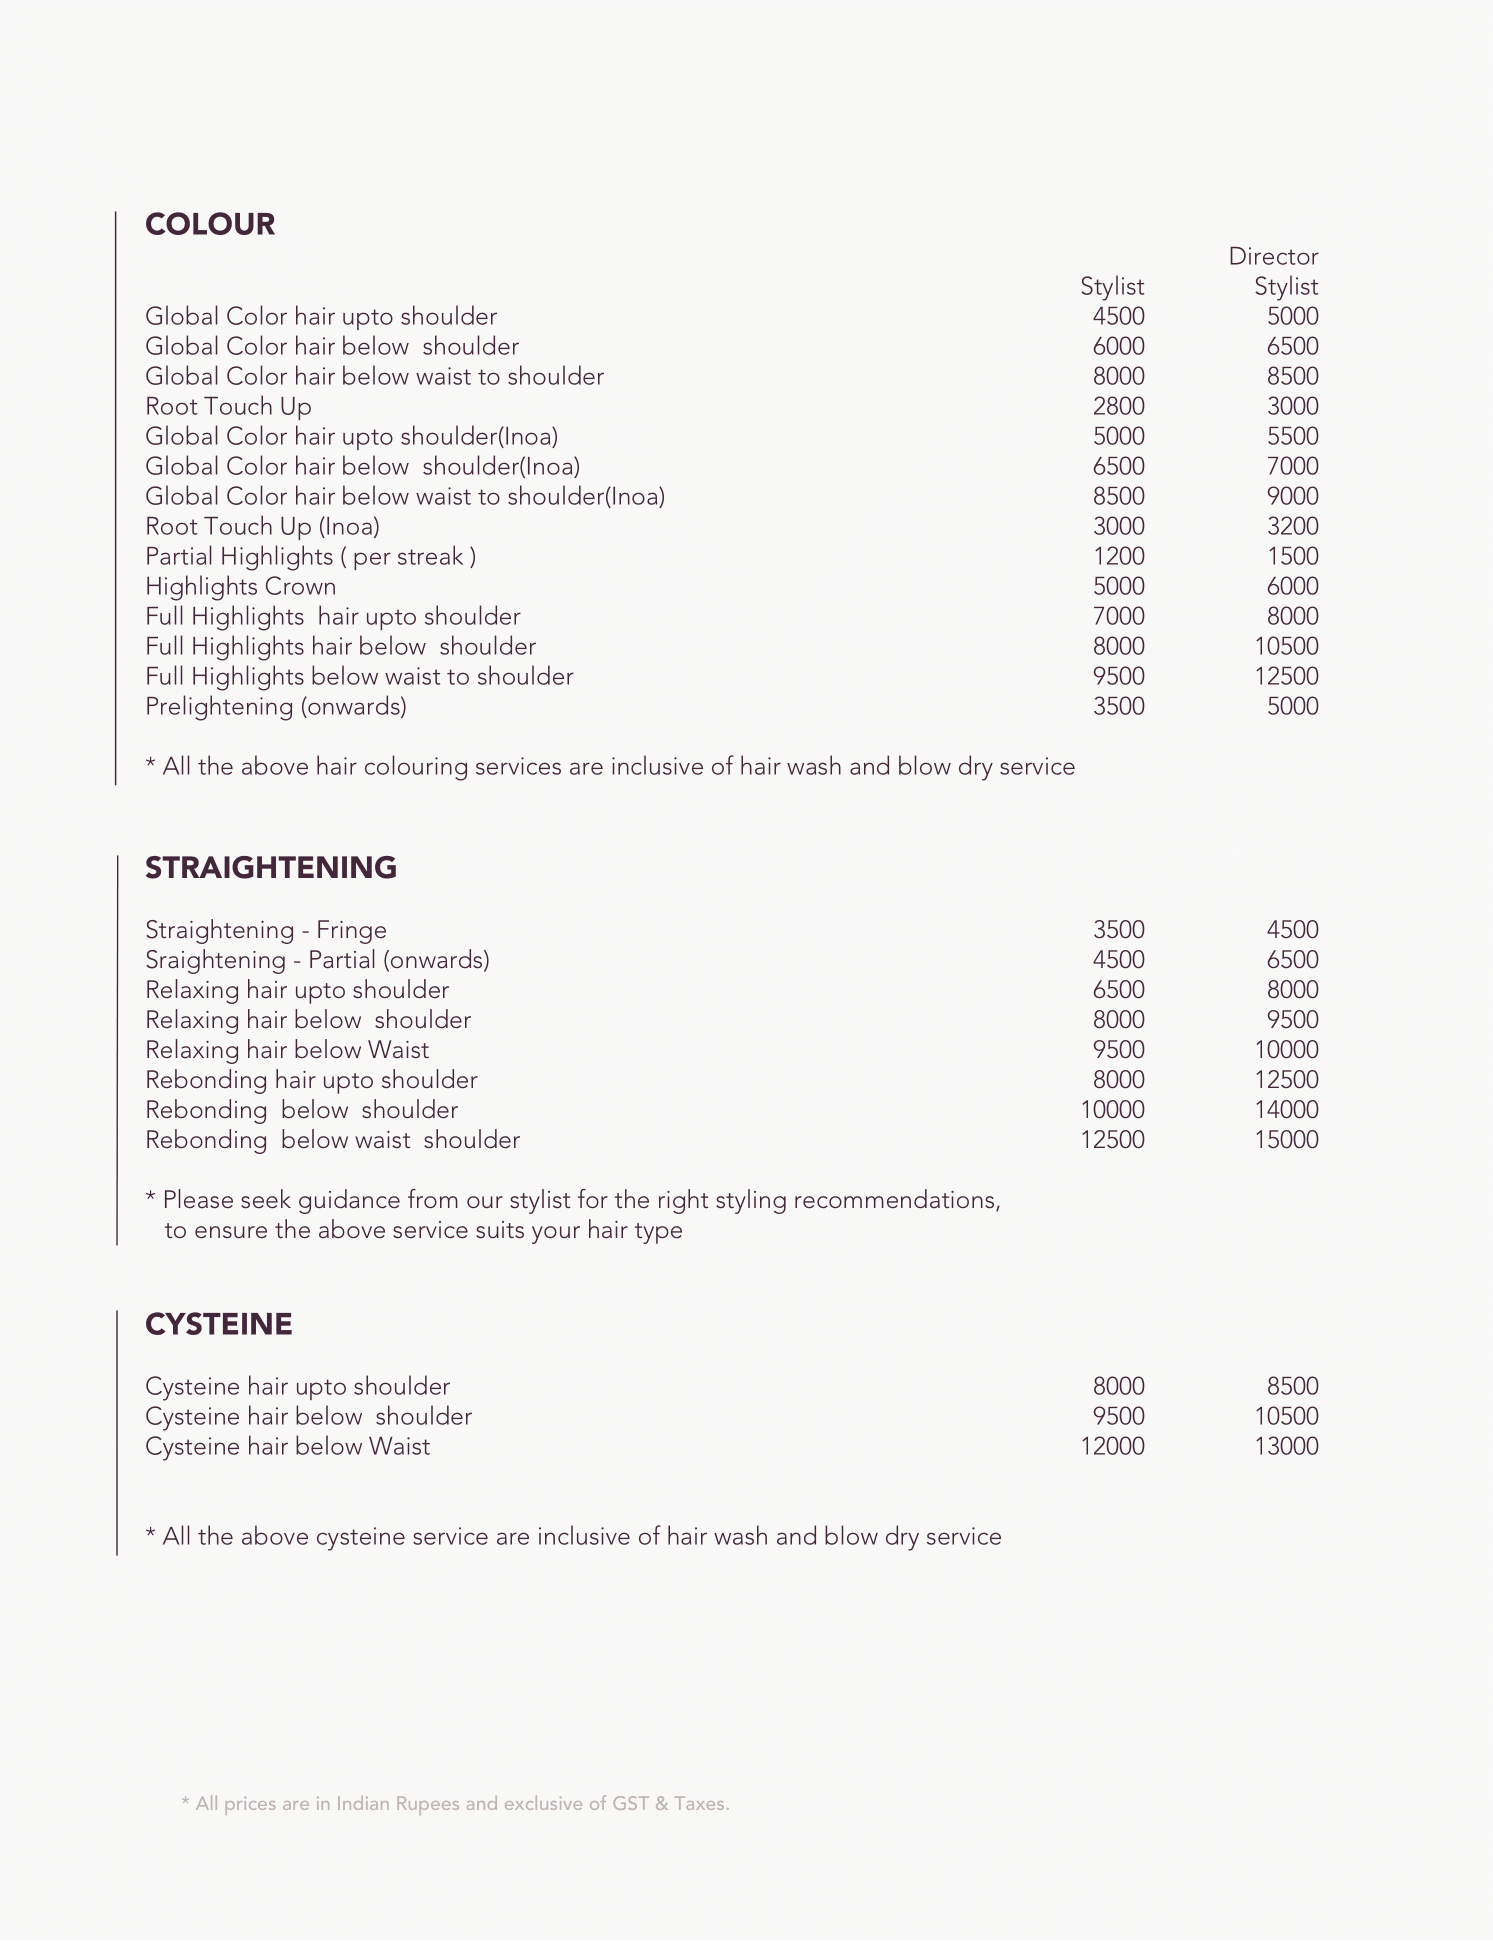 COLOUR
Director
Stylist Stylist
Global Color hair upto shoulder 4500 5000
Global Color hair below  shoulder 6000 6500
Global Color hair below waist to shoulder 8000 8500
Root Touch Up 2800 3000
Global Color hair upto shoulder(Inoa) 5000 5500
Global Color hair below  shoulder(Inoa) 6500 7000
Global Color hair below waist to shoulder(Inoa) 8500 9000
Root Touch Up (Inoa) 3000 3200
Partial Highlights ( per streak ) 1200 1500
Highlights Crown 5000 6000
Full Highlights  hair upto shoulder 7000 8000
Full Highlights hair below  shoulder 8000 10500
Full Highlights below waist to shoulder 9500 12500
Prelightening (onwards) 3500 5000
* All the above hair colouring services are inclusive of hair wash and blow dry service
STRAIGHTENING
Straightening - Fringe 3500 4500
Sraightening - Partial (onwards) 4500 6500
Relaxing hair upto shoulder 6500 8000
Relaxing hair below  shoulder 8000 9500
Relaxing hair below Waist 9500 10000
Rebonding hair upto shoulder 8000 12500
Rebonding  below  shoulder 10000 14000
Rebonding  below waist  shoulder 12500 15000
* Please seek guidance from our stylist for the right styling recommendations,
to ensure the above service suits your hair type
CYSTEINE
Cysteine hair upto shoulder 8000 8500
Cysteine hair below  shoulder 9500 10500
Cysteine hair below Waist 12000 13000
* All the above cysteine service are inclusive of hair wash and blow dry service
* All prices are in Indian Rupees and exclusive of GST & Taxes.